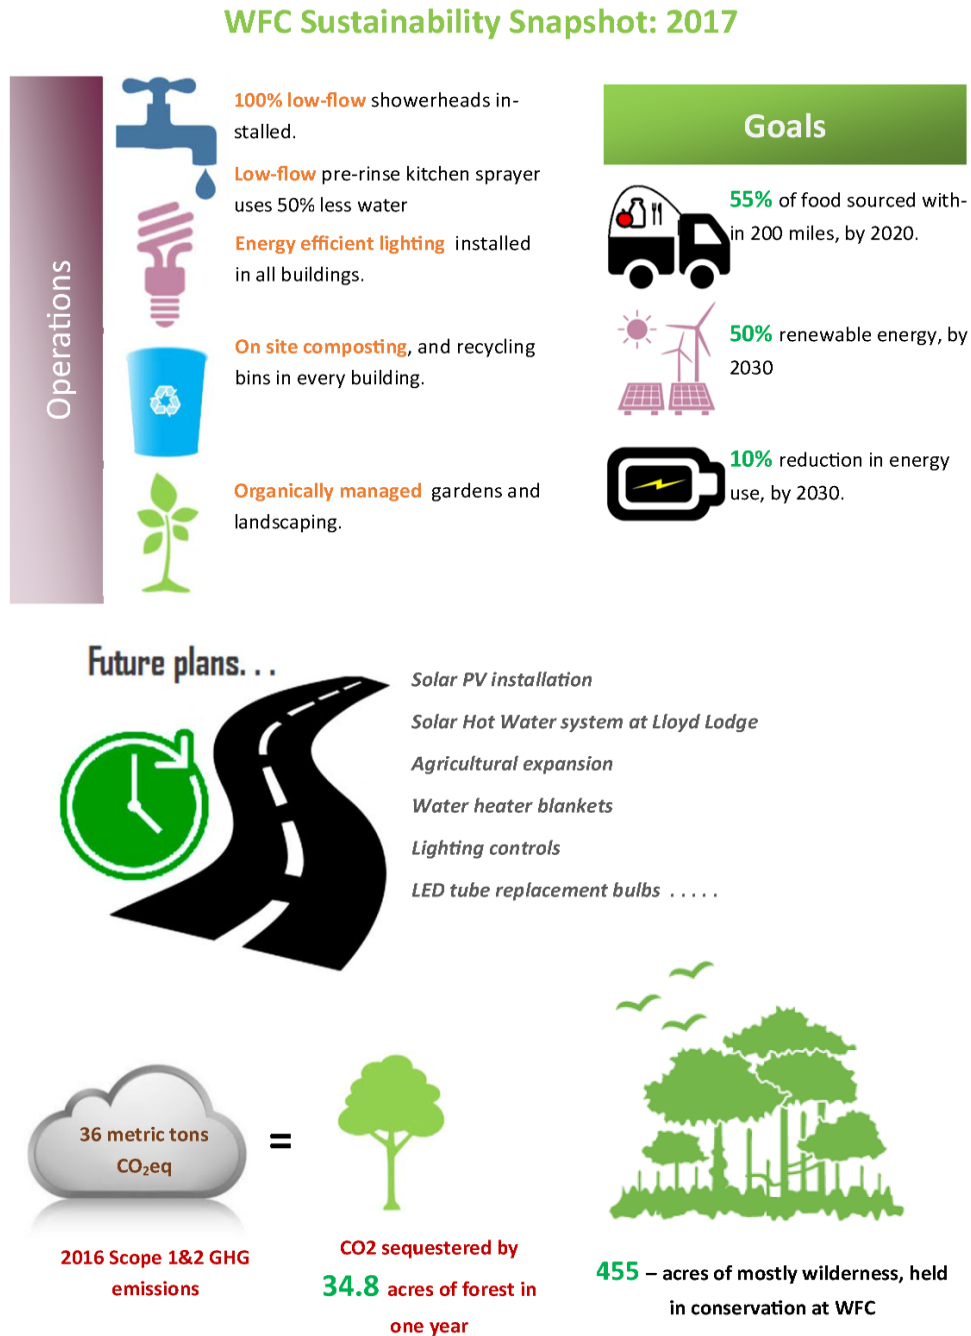 WFC Sustainability Snapshot: 2017
Operations
100% low-flow showerheads in-
stalled.
Low-flow pre-rinse kitchen sprayer
uses 50% less water
Energy efficient lighting installed
in all buildings.
On site composting, and recycling
bins in every building.
Organically managed gardens and
landscaping.
Goals
55% of food sourced with-
in 200 miles, by 2020.
50% renewable energy, by
2030
10% reduction in energy
use, by 2030.
Future plans. . .
Solar PV installation
Solar Hot Water system at Lloyd Lodge
Agricultural expansion
Water heater blankets
Lighting controls
LED tube replacement bulbs . . . . .
36 metric tons
CO₂eq
=
2016 Scope 1&2 GHG
emissions
CO2 sequestered by
34.8 acres of forest in
one year
455 – acres of mostly wilderness, held
in conservation at WFC